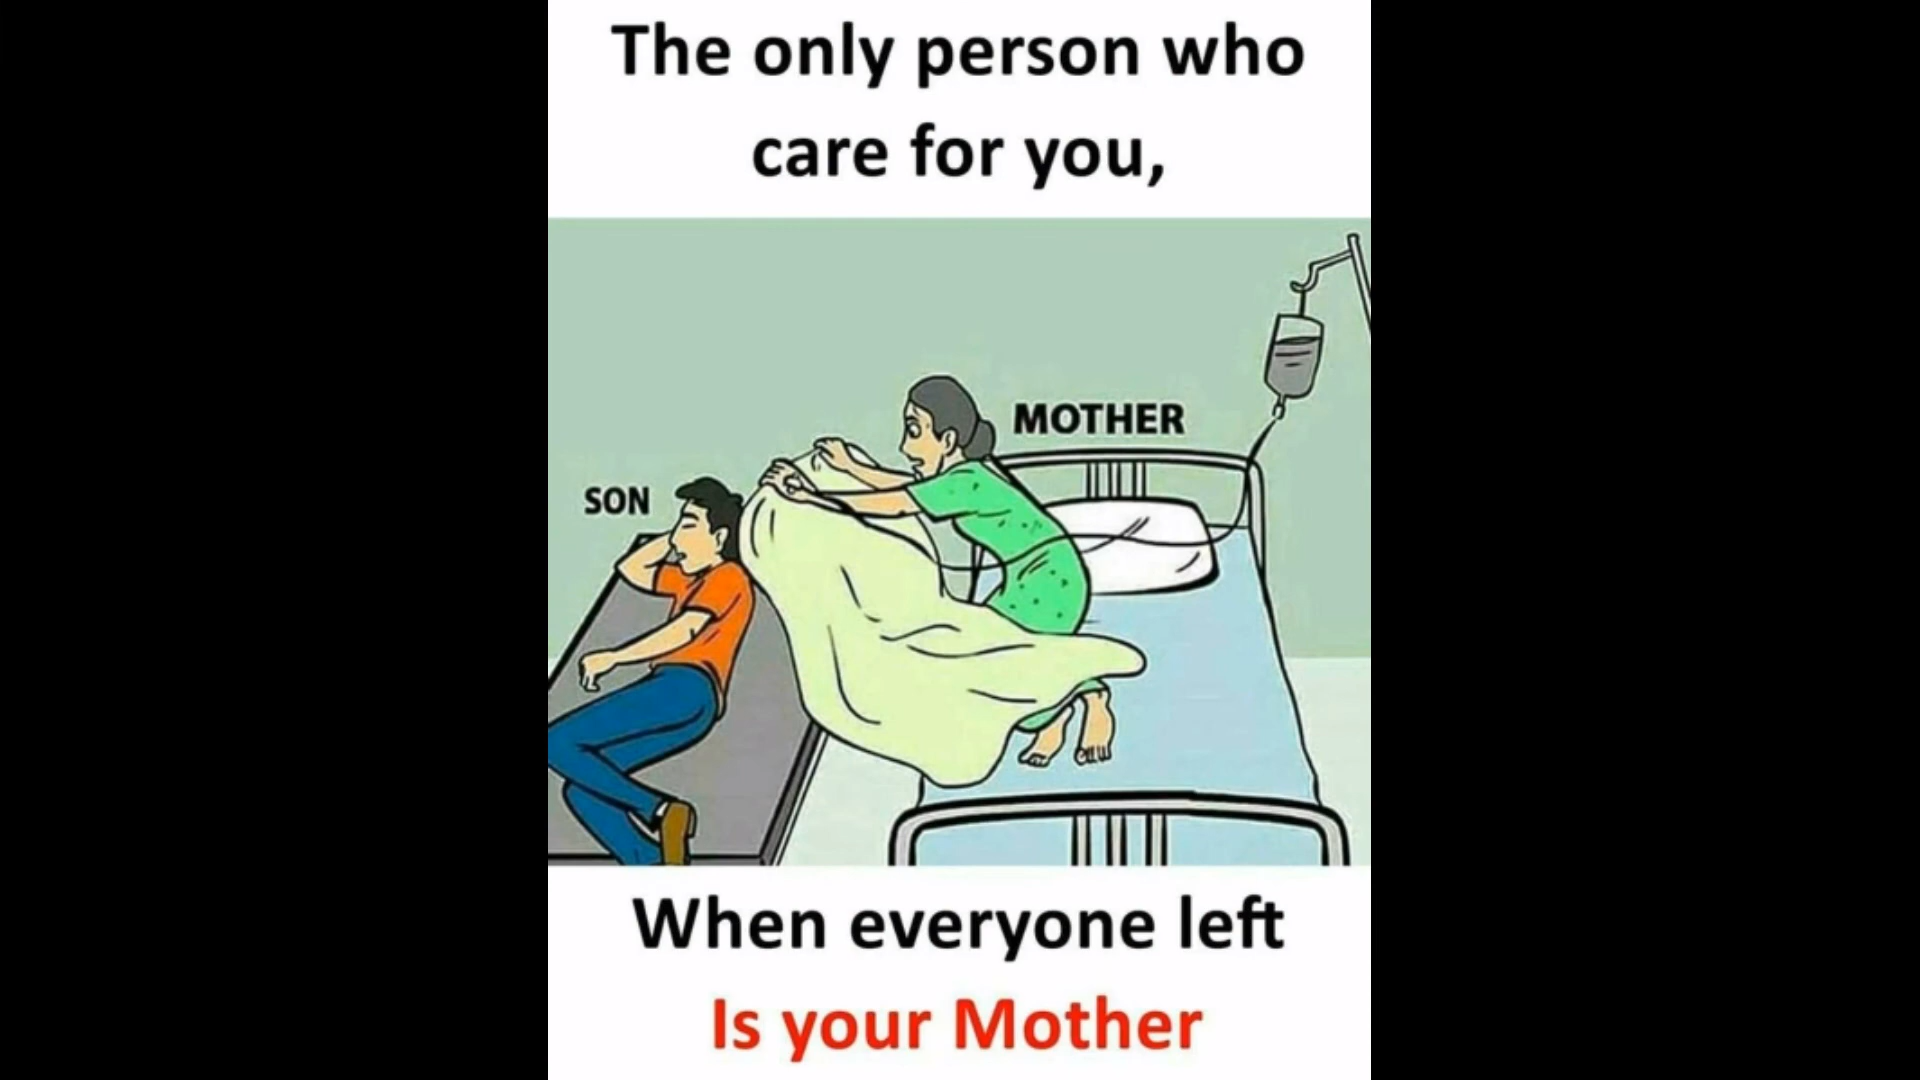 The only person who
care for you,
MOTHER
SON
When everyone left
Is your Mother